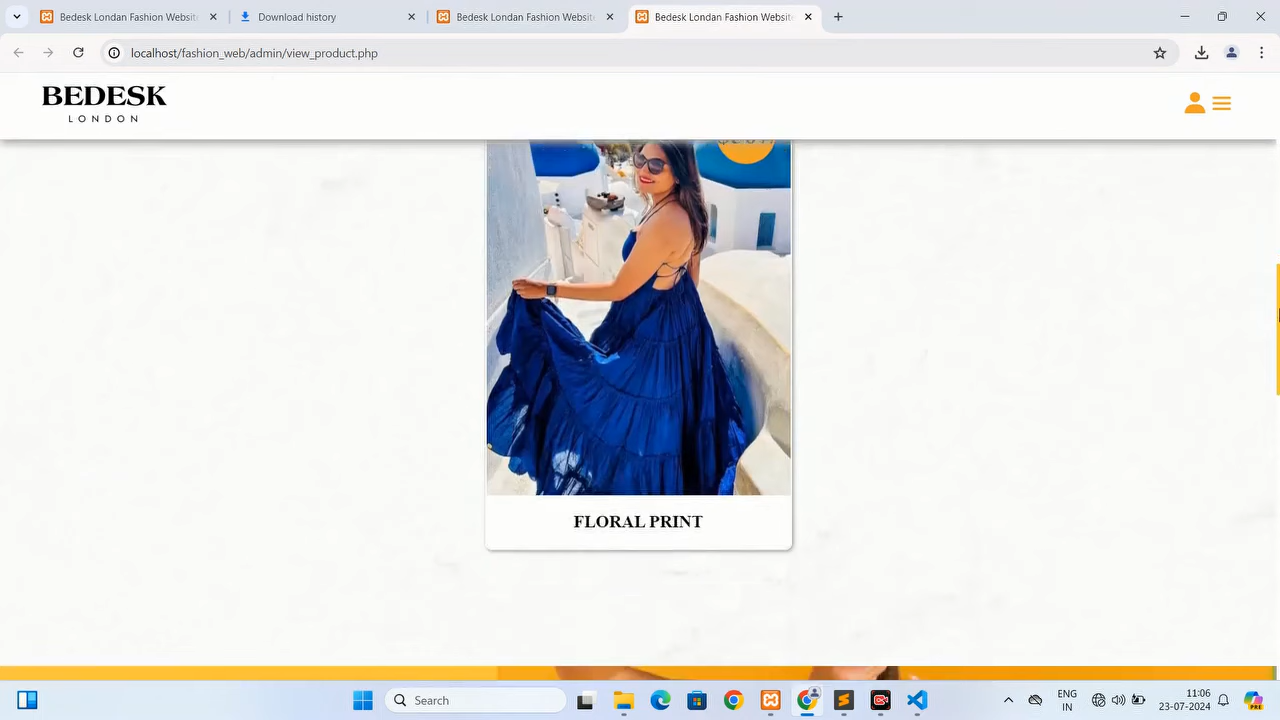 Bedesk Londan Fashion Websit
Download history
Bedesk Londan Fashion Websit
Bedesk Londan Fashion Websit
localhost/fashion_web/admin/view_product.php
BEDESK
LONDON
FLORAL PRINT
Search
ENG
IN
11:06
23-07-2024